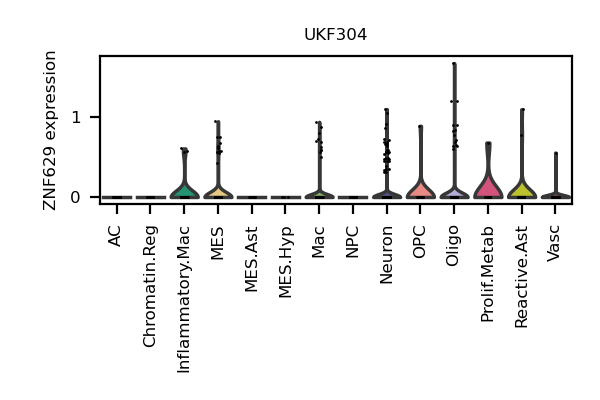 UKF304
ZNF629 expression
1
0
AC
Chromatin.Reg
Inflammatory.Mac
MES
MES.Ast
MES.Hyp
Mac
NPC
Neuron
OPC
Oligo
Prolif.Metab
Reactive.Ast
Vasc